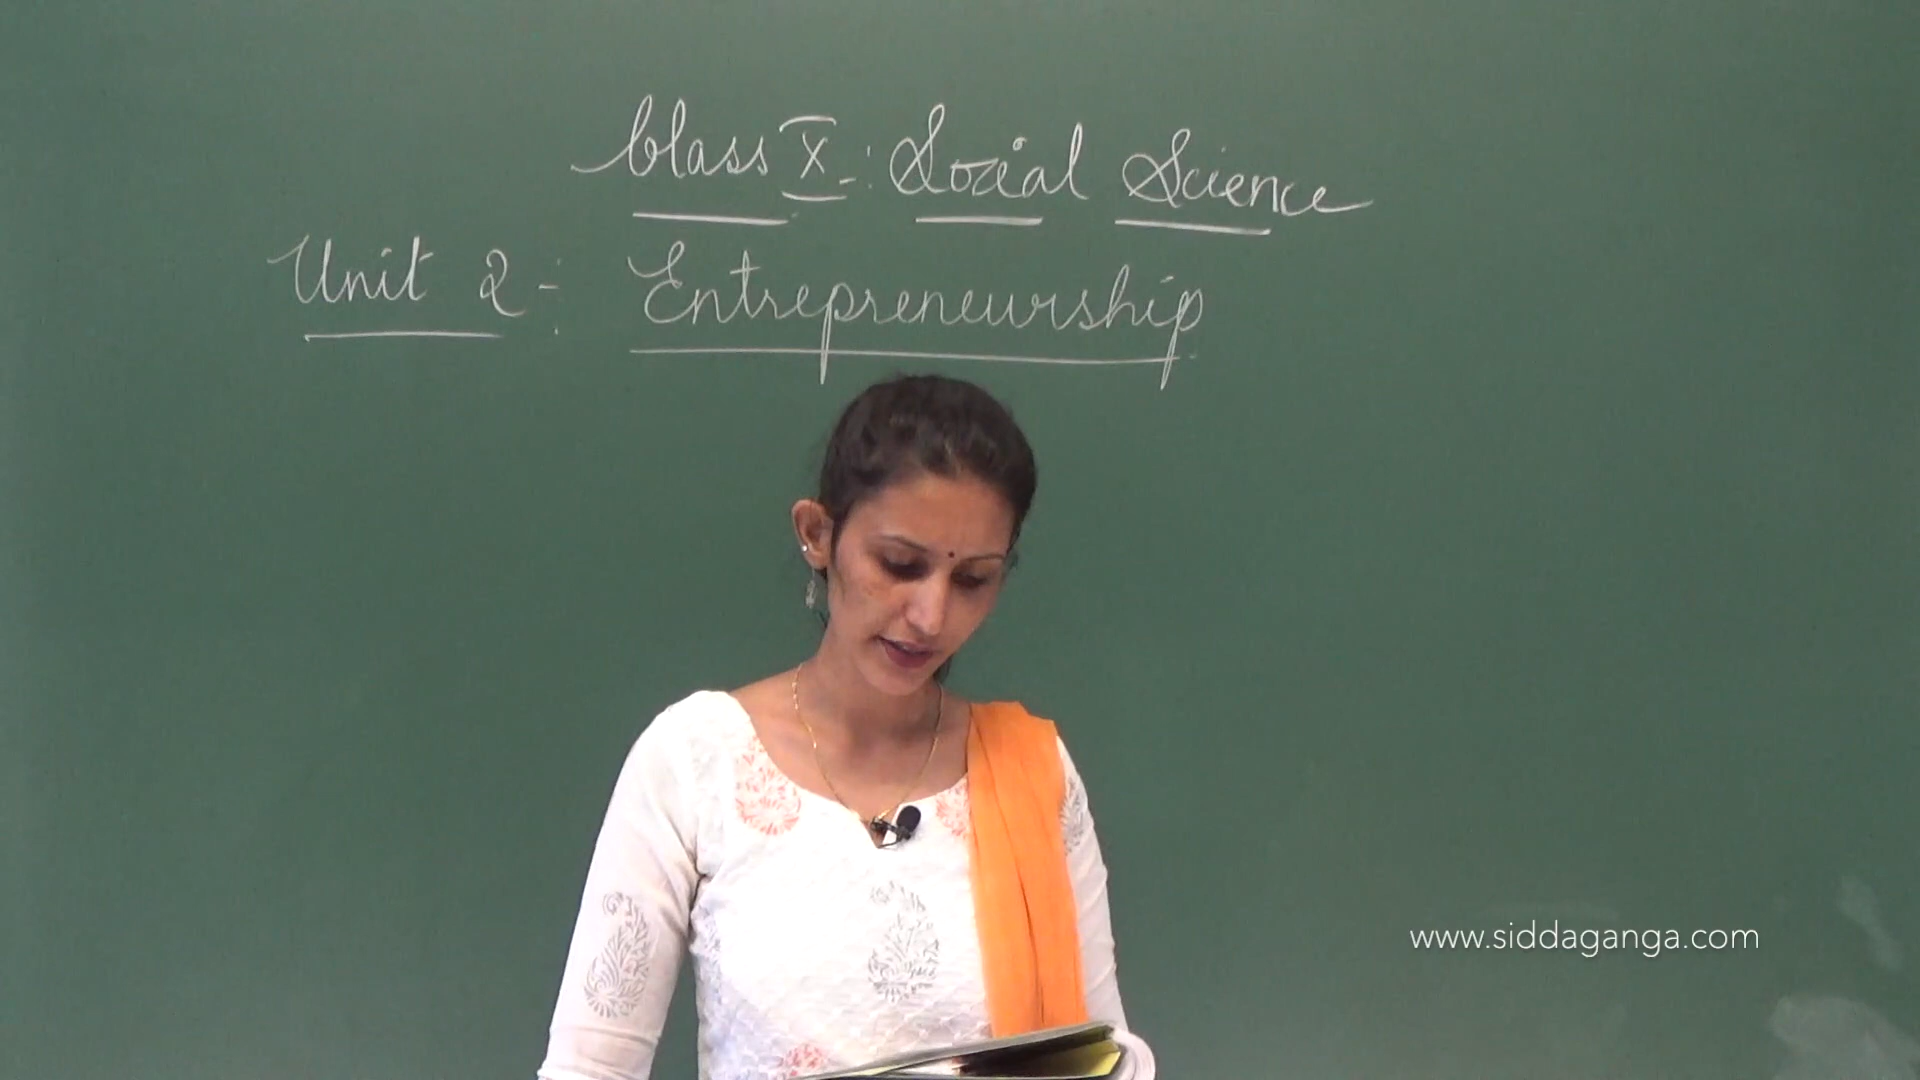 Class X : Social Science
Unit 2 : Entrepreneurship
www.siddaganga.com